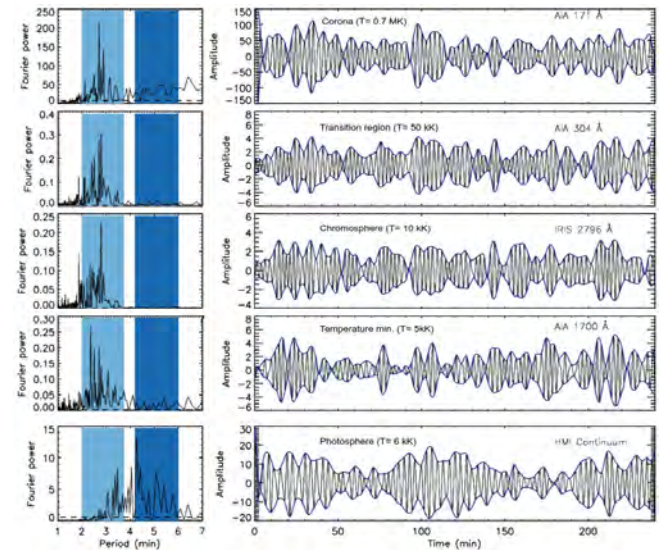 Fourier power
250
200
150
100
50
0
Amplitude
150
100
50
0
-50
-100
-150
Corona (T= 0.7 MK)
AIA 171 Å
Fourier power
0.4
0.3
0.2
0.1
0.0
Amplitude
8
6
4
2
0
-2
-4
-6
Transition region (T= 50 kK)
AIA 304 Å
Fourier power
0.25
0.20
0.15
0.10
0.05
0.00
Amplitude
6
4
2
0
-2
-4
Chromosphere (T= 10 kK)
IRIS 2796 Å
Fourier power
0.30
0.25
0.20
0.15
0.10
0.05
0.00
Amplitude
8
6
4
2
0
-2
-4
-6
Temperature min. (T= 5kK)
AIA 1700 Å
Fourier power
15
10
5
0
Amplitude
30
20
10
0
-10
-20
Photosphere (T= 6 kK)
HMI Continuum
1 2 3 4 5 6 7
Period (min)
0 50 100 150 200
Time (min)